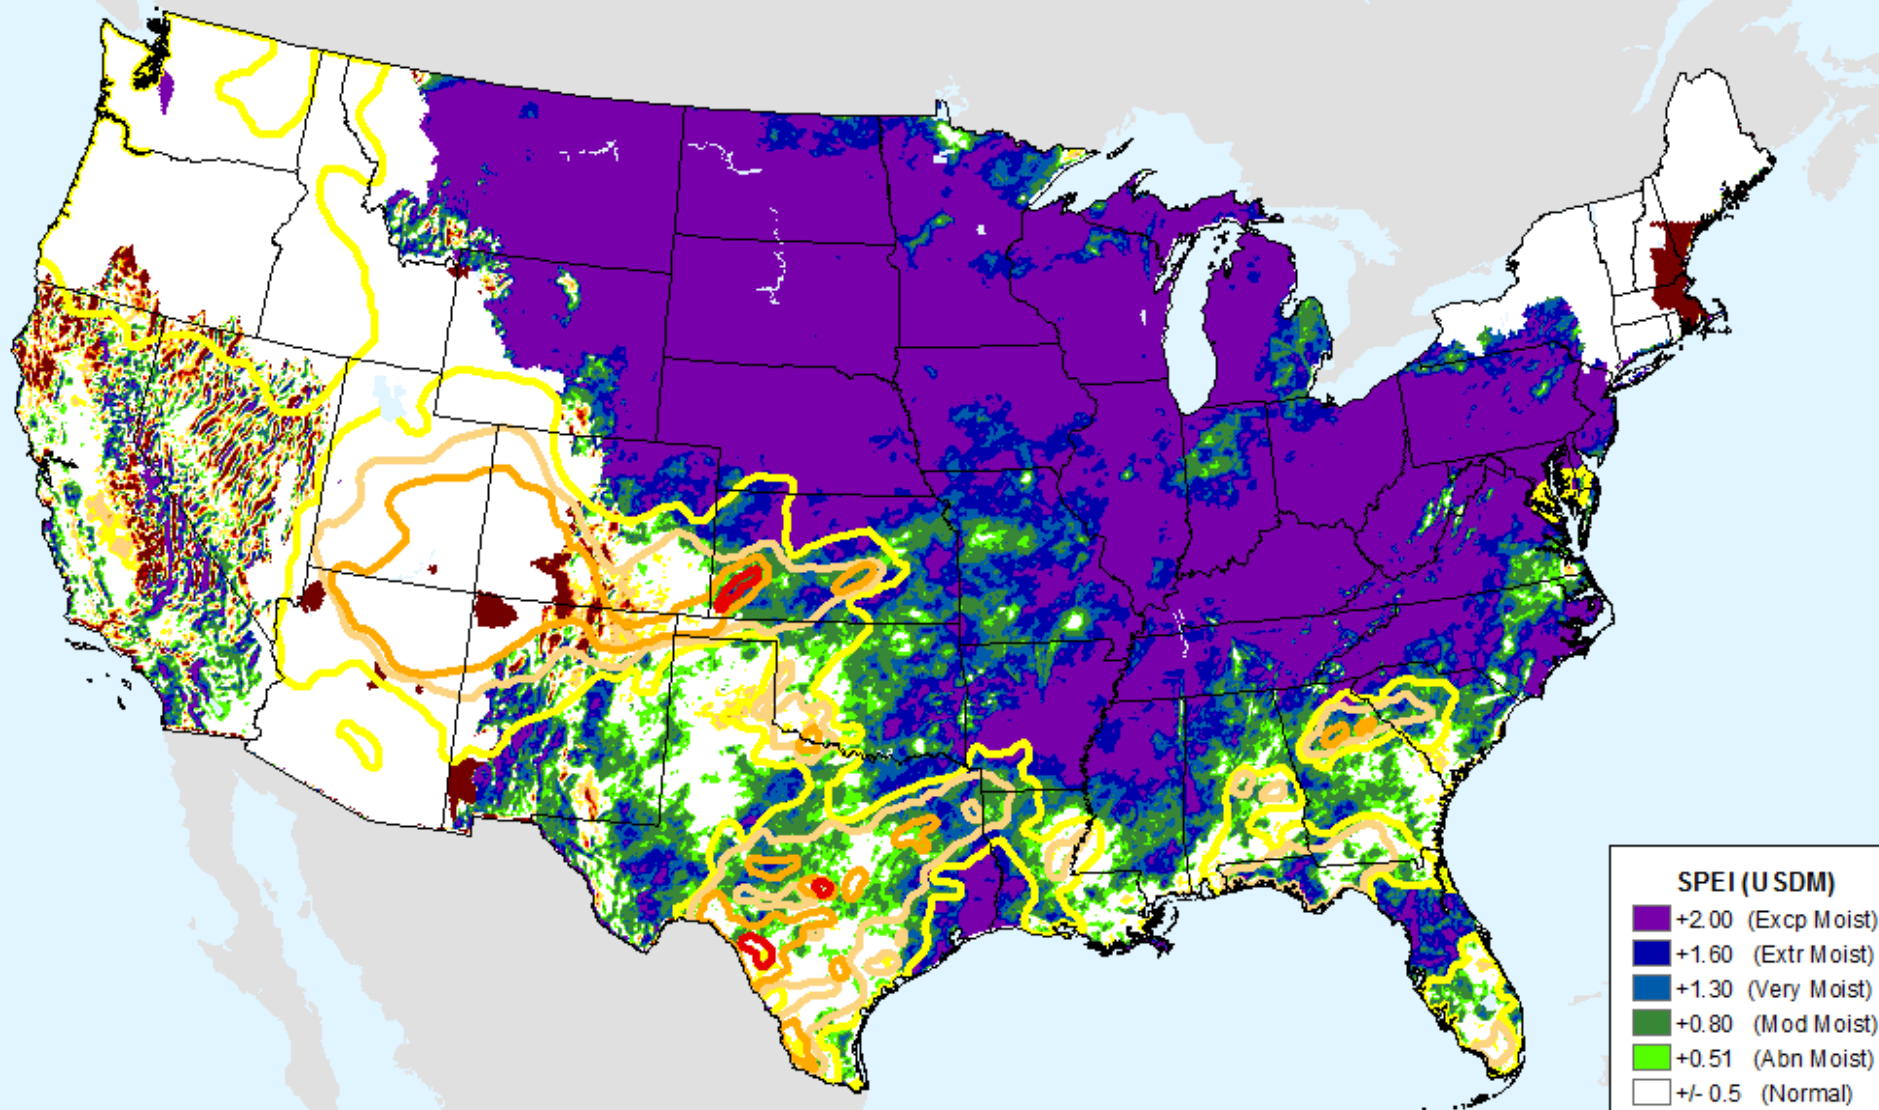 SPEI (USDM)
+2.00 (Excp Moist)
+1.60 (Extr Moist)
+1.30 (Very Moist)
+0.80 (Mod Moist)
+0.51 (Abn Moist)
+/- 0.5 (Normal)